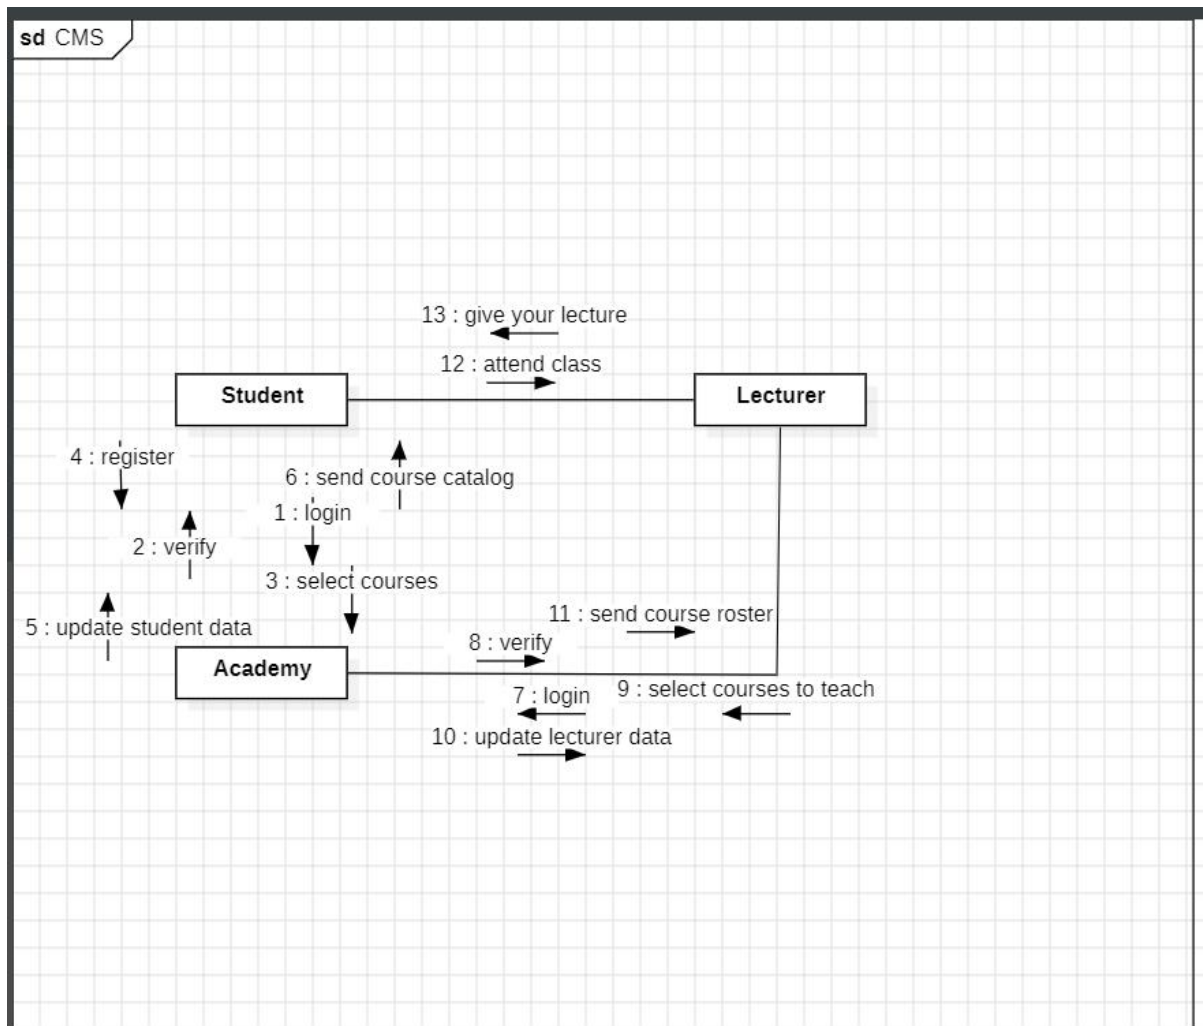 sd CMS
13 : give your lecture
12 : attend class
Student
Lecturer
4 : register
6 : send course catalog
1 : login
2 : verify
3 : select courses
11 : send course roster
5 : update student data
8 : verify
Academy
7 : login
9 : select courses to teach
10 : update lecturer data